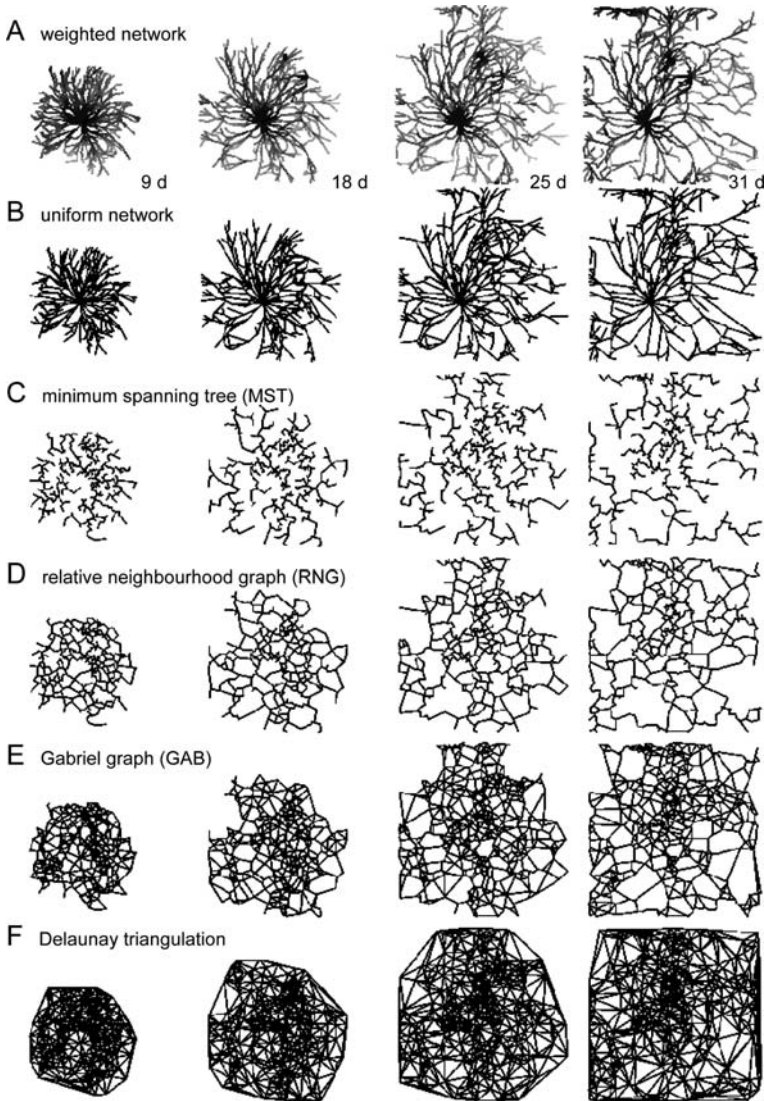 A weighted network
9 d 18 d 25 d 31 d
B uniform network
C minimum spanning tree (MST)
D relative neighbourhood graph (RNG)
E Gabriel graph (GAB)
F Delaunay triangulation